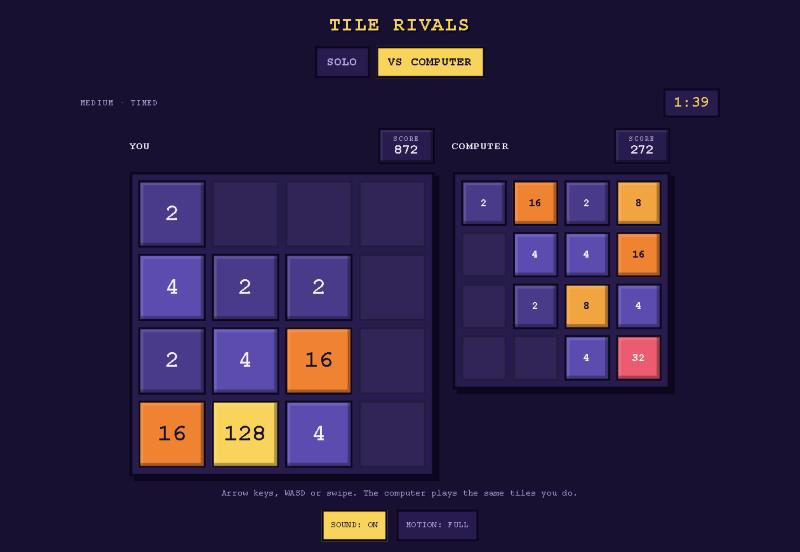 TILE RIVALS
SOLO
VS COMPUTER
MEDIUM · TIMED
1:39
YOU
SCORE
872
COMPUTER
SCORE
272
2
4 2 2
2 4 16
16 128 4
2 16 2 8
4 4 16
2 8 4
4 32
Arrow keys, WASD or swipe. The computer plays the same tiles you do.
SOUND: ON
MOTION: FULL